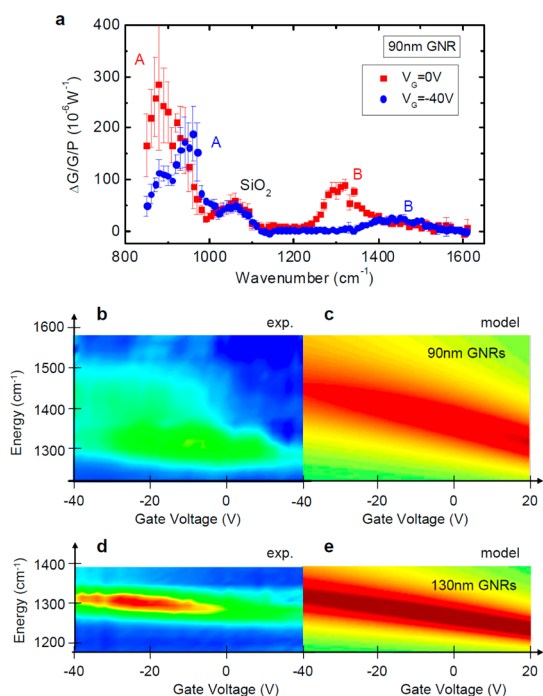 a
90nm GNR
V_G=0V
V_G=-40V
A
A
SiO₂
B
B
400
300
200
100
0
ΔG/G/P (10⁻⁶W⁻¹)
800 1000 1200 1400 1600
Wavenumber (cm⁻¹)
b exp. c model
90nm GNRs
1600
1500
1400
1300
Energy (cm⁻¹)
-40 -20 0 -40 -20 0 20
Gate Voltage (V) Gate Voltage (V)
d exp. e model
130nm GNRs
1400
1300
1200
Energy (cm⁻¹)
-40 -20 0 -40 -20 0 20
Gate Voltage (V) Gate Voltage (V)